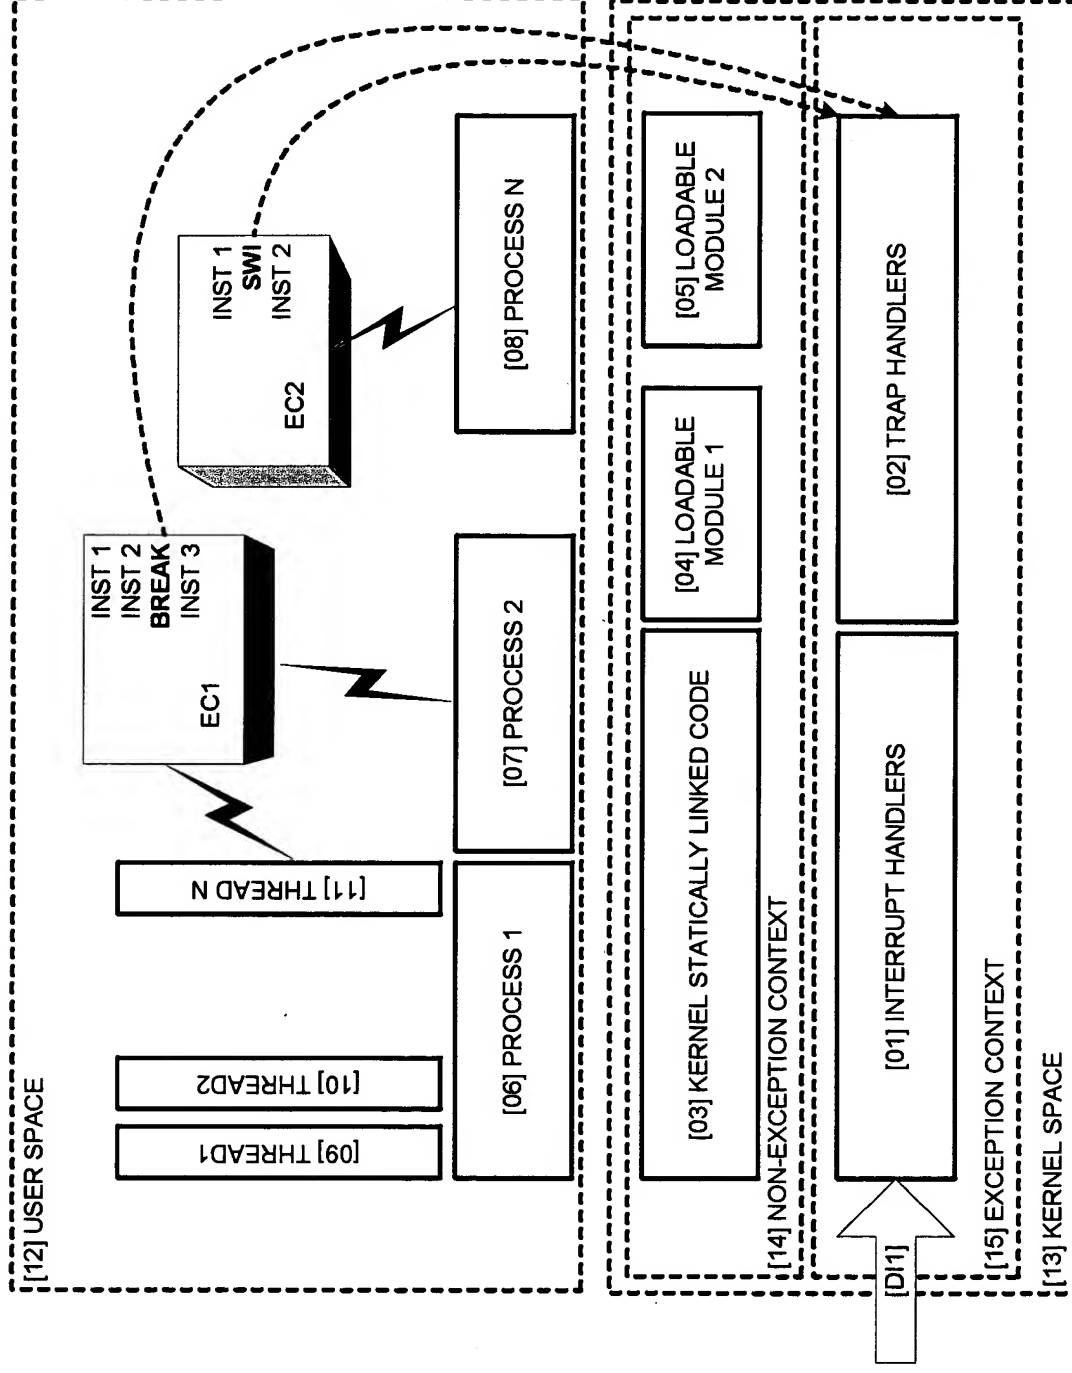 [12] USER SPACE
[09] THREAD1
[10] THREAD2
[11] THREAD N
EC1
INST 1
INST 2
BREAK
INST 3
EC2
INST 1
SWI
INST 2
[06] PROCESS 1
[07] PROCESS 2
[08] PROCESS N
[03] KERNEL STATICALLY LINKED CODE
[04] LOADABLE
MODULE 1
[05] LOADABLE
MODULE 2
[14] NON-EXCEPTION CONTEXT
[DI1]
[01] INTERRUPT HANDLERS
[02] TRAP HANDLERS
[15] EXCEPTION CONTEXT
[13] KERNEL SPACE